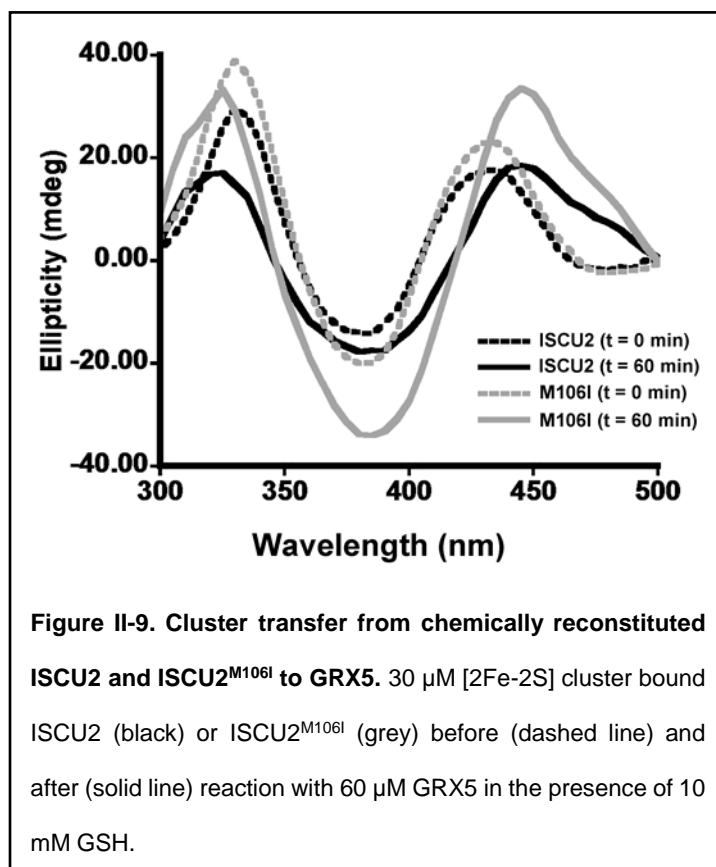 40.00
20.00
0.00
-20.00
-40.00
Ellipticity (mdeg)
ISCU2 (t = 0 min)
ISCU2 (t = 60 min)
M106I (t = 0 min)
M106I (t = 60 min)
300 350 400 450 500
Wavelength (nm)
Figure II-9. Cluster transfer from chemically reconstituted
ISCU2 and ISCU2ᴹ¹⁰⁶ᴵ to GRX5. 30 µM [2Fe-2S] cluster bound
ISCU2 (black) or ISCU2ᴹ¹⁰⁶ᴵ (grey) before (dashed line) and
after (solid line) reaction with 60 µM GRX5 in the presence of 10
mM GSH.